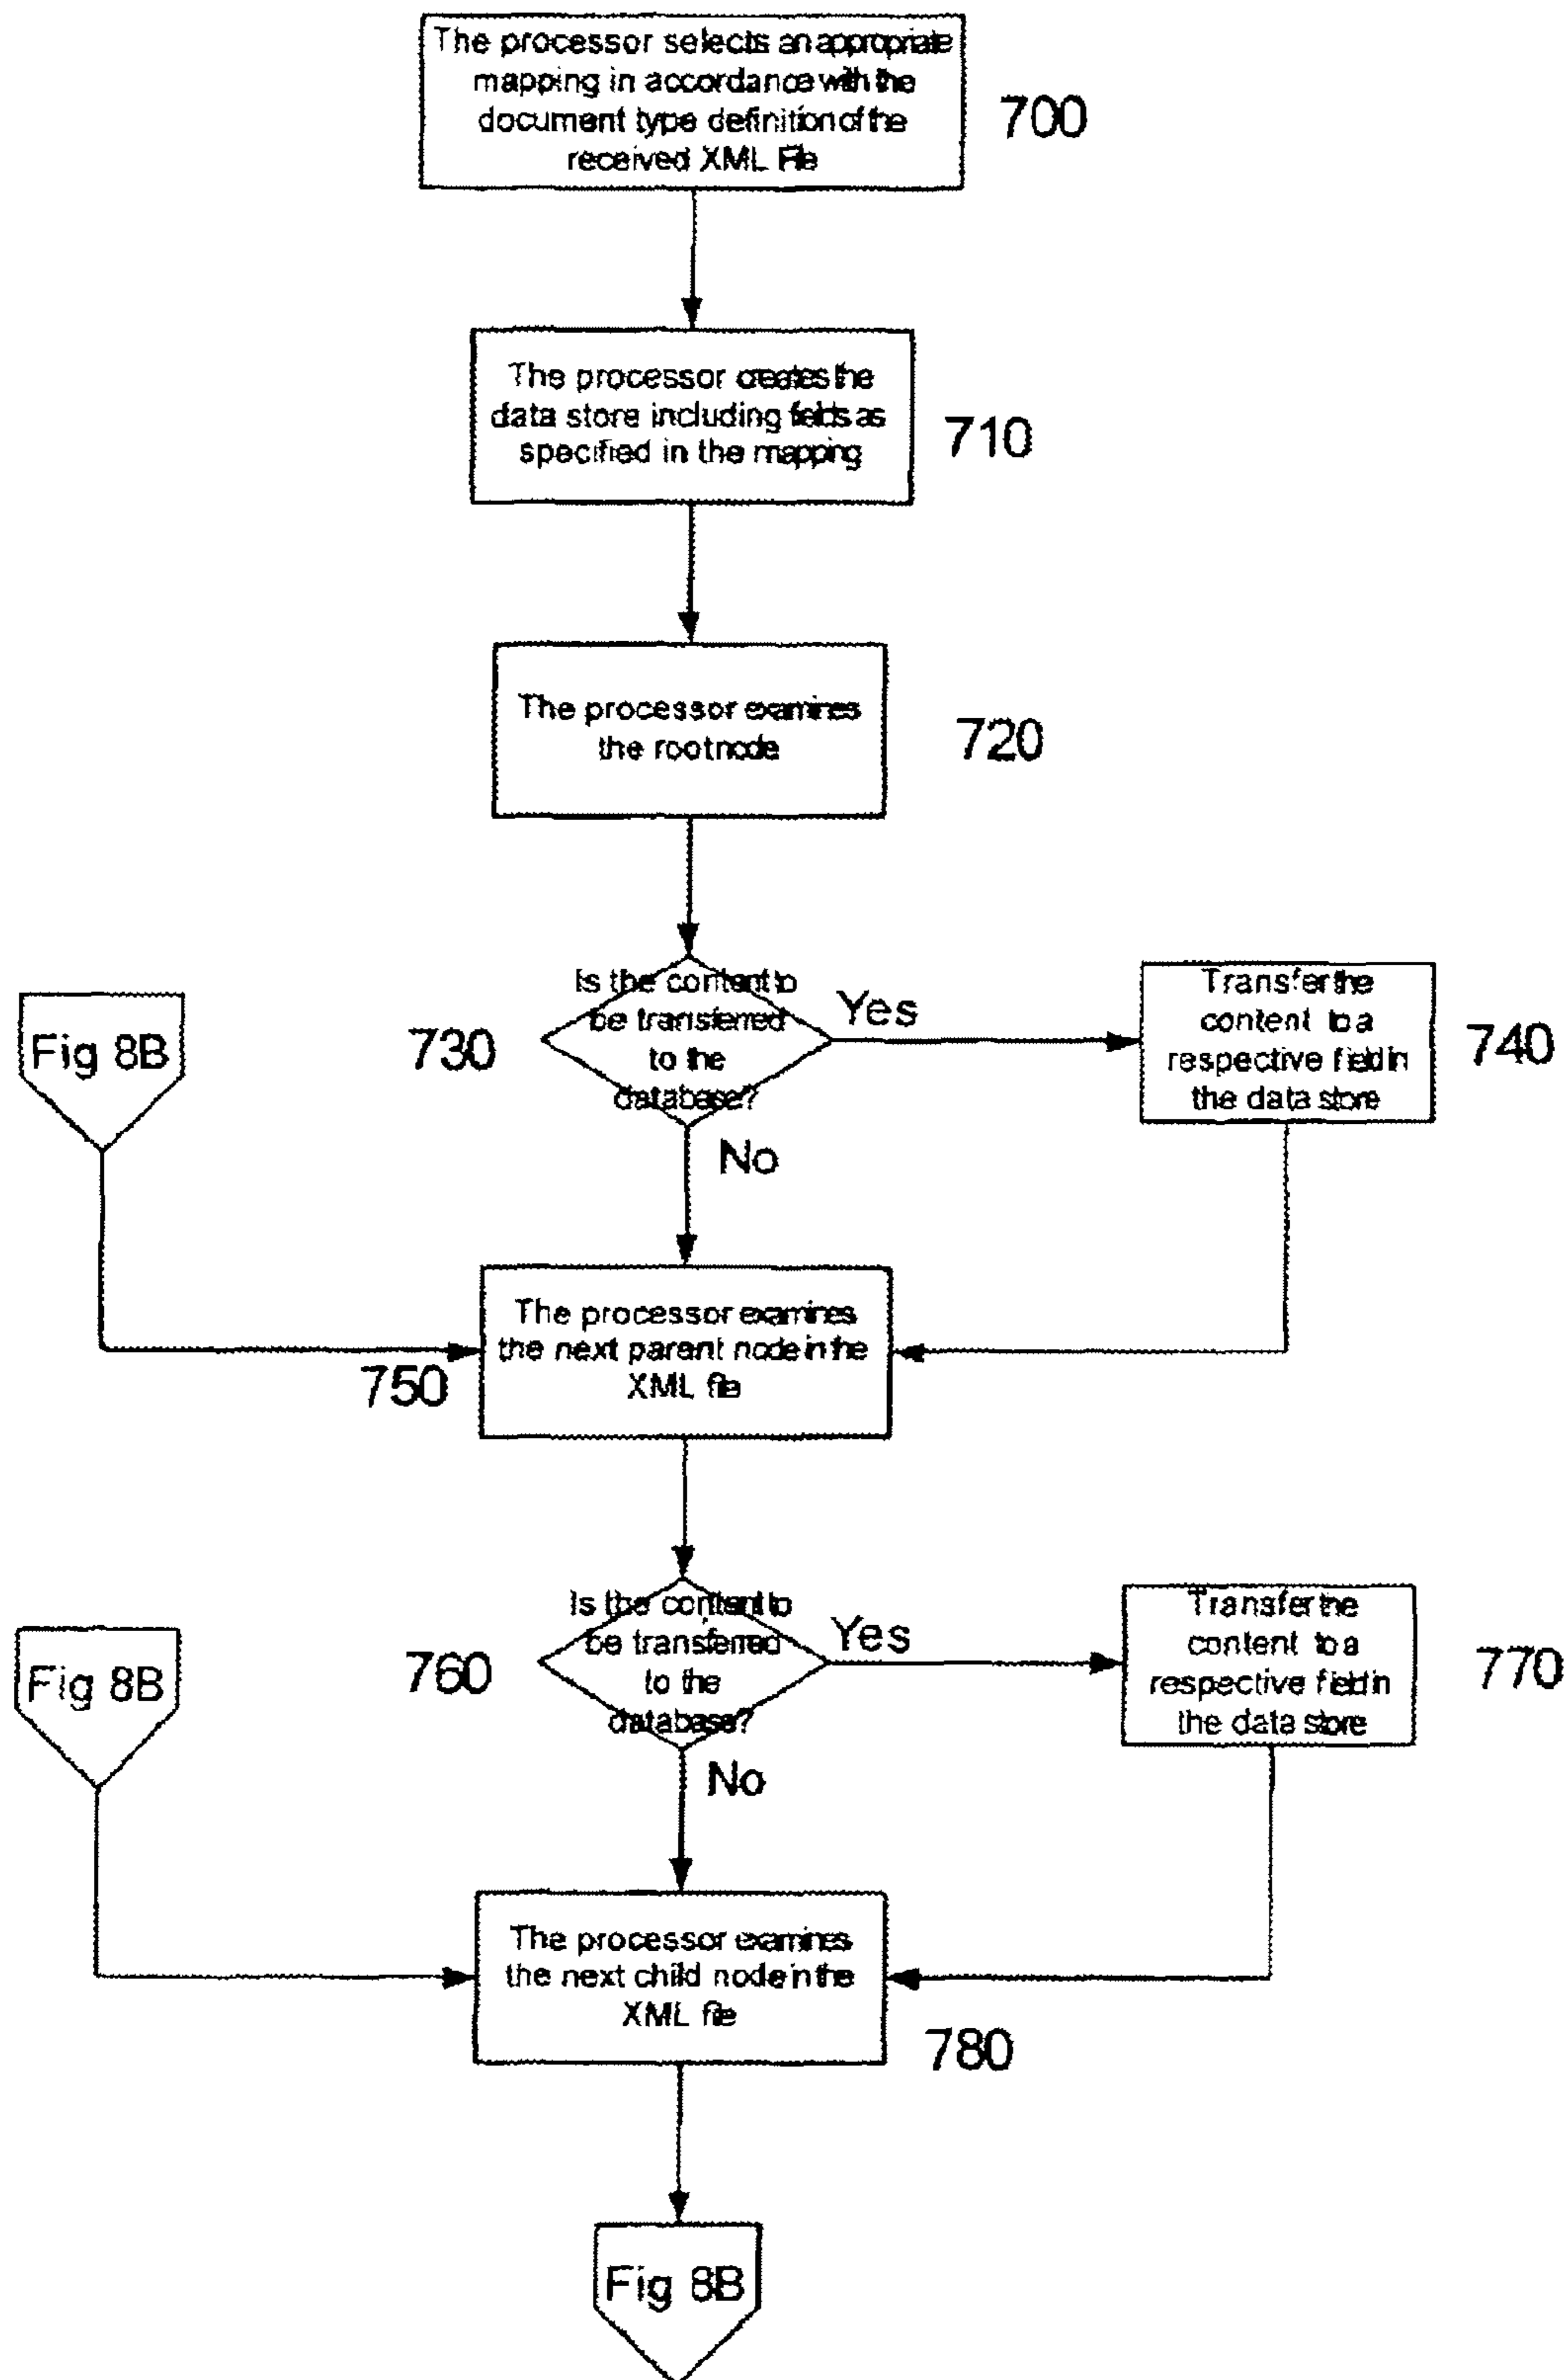 The processor selects an appropriate
mapping in accordance with the
document type definition of the
received XML File
700
The processor creates the
data store including fields as
specified in the mapping
710
The processor examines
the root node
720
Is the content to
be transferred
to the
database?
730
Yes
No
Transfer the
content to a
respective field in
the data store
740
Fig 8B
The processor examines
the next parent node in the
XML file
750
Is the content to
be transferred
to the
database?
760
Yes
No
Transfer the
content to a
respective field in
the data store
770
Fig 8B
The processor examines
the next child node in the
XML file
780
Fig 8B